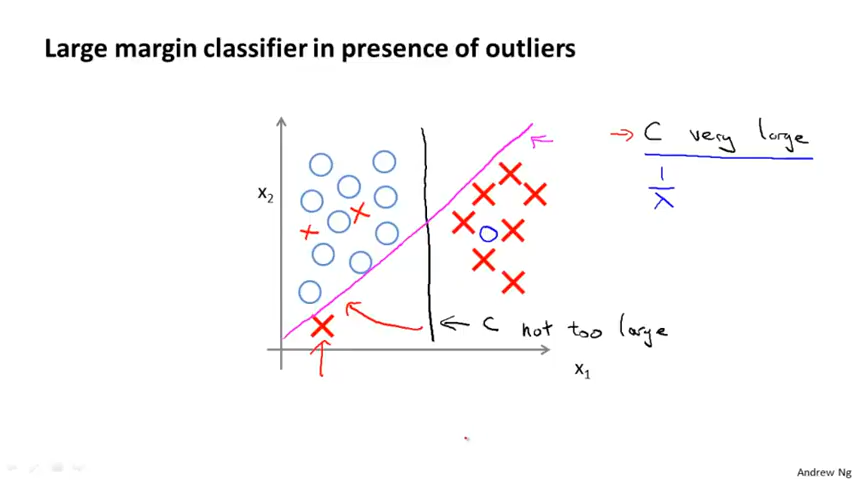 Large margin classifier in presence of outliers
→ C very large
1
λ
x2
← C not too large
x1
Andrew Ng